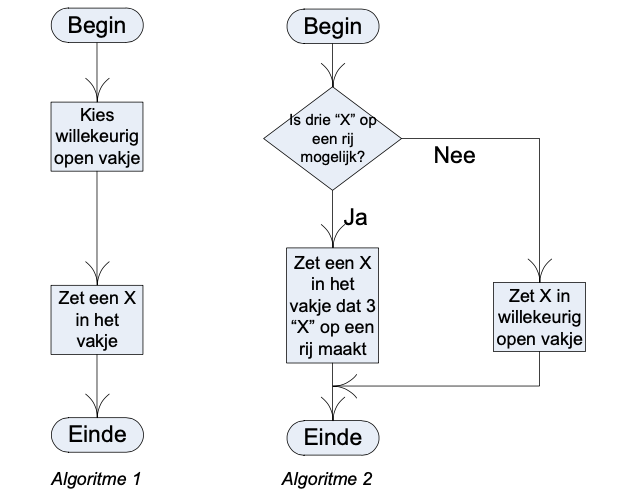 Begin
Kies
willekeurig
open vakje
Zet een X
in het
vakje
Einde
Algoritme 1
Begin
Is drie “X” op
een rij
mogelijk?
Nee
Ja
Zet een X
in het
vakje dat 3
“X” op een
rij maakt
Zet X in
willekeurig
open vakje
Einde
Algoritme 2